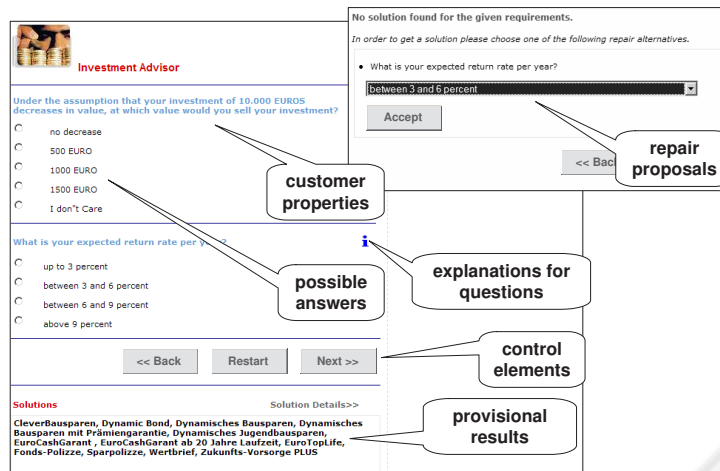 Investment Advisor
Under the assumption that your investment of 10.000 EUROS
decreases in value, at which value would you sell your investment?
no decrease
500 EURO
1000 EURO
1500 EURO
I don"t Care
What is your expected return rate per year?
i
up to 3 percent
between 3 and 6 percent
between 6 and 9 percent
above 9 percent
<< Back
Restart
Next >>
Solutions
Solution Details>>
CleverBausparen, Dynamic Bond, Dynamisches Bausparen, Dynamisches
Bausparen mit Prämiengarantie, Dynamisches Jugendbausparen,
EuroCashGarant , EuroCashGarant ab 20 Jahre Laufzeit, EuroTopLife,
Fonds-Polizze, Sparpolizze, Wertbrief, Zukunfts-Vorsorge PLUS
No solution found for the given requirements.
In order to get a solution please choose one of the following repair alternatives.
What is your expected return rate per year?
between 3 and 6 percent
Accept
<< Bac
repair
proposals
customer
properties
possible
answers
explanations for
questions
control
elements
provisional
results